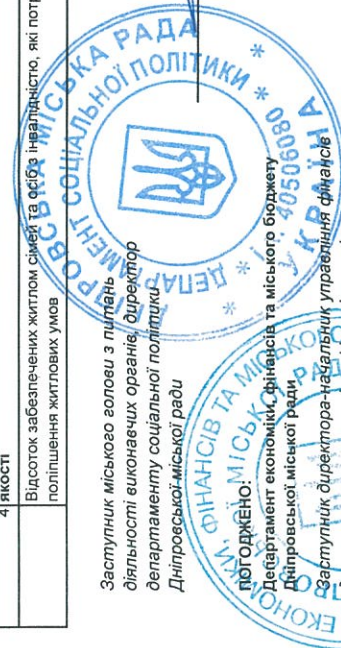 4 якості
Відсоток забезпечених житлом сімей та осіб з інвалідністю, які
поліпшення житлових умов
Заступник міського голови з питань
діяльності виконавчих органів, директор
департаменту соціальної політики
Дніпровської міської ради
МІСЬКА РАДА
ДЕПАРТАМЕНТ СОЦІАЛЬНОЇ ПОЛІТИКИ
40506080
УКРАЇНА
ПОГОДЖЕНО:
Департамент економіки, фінансів та міського бюджету
Дніпровської міської ради
Заступник директора-начальник управління фінансів
ФІНАНСІВ ТА МІСЬКОГО